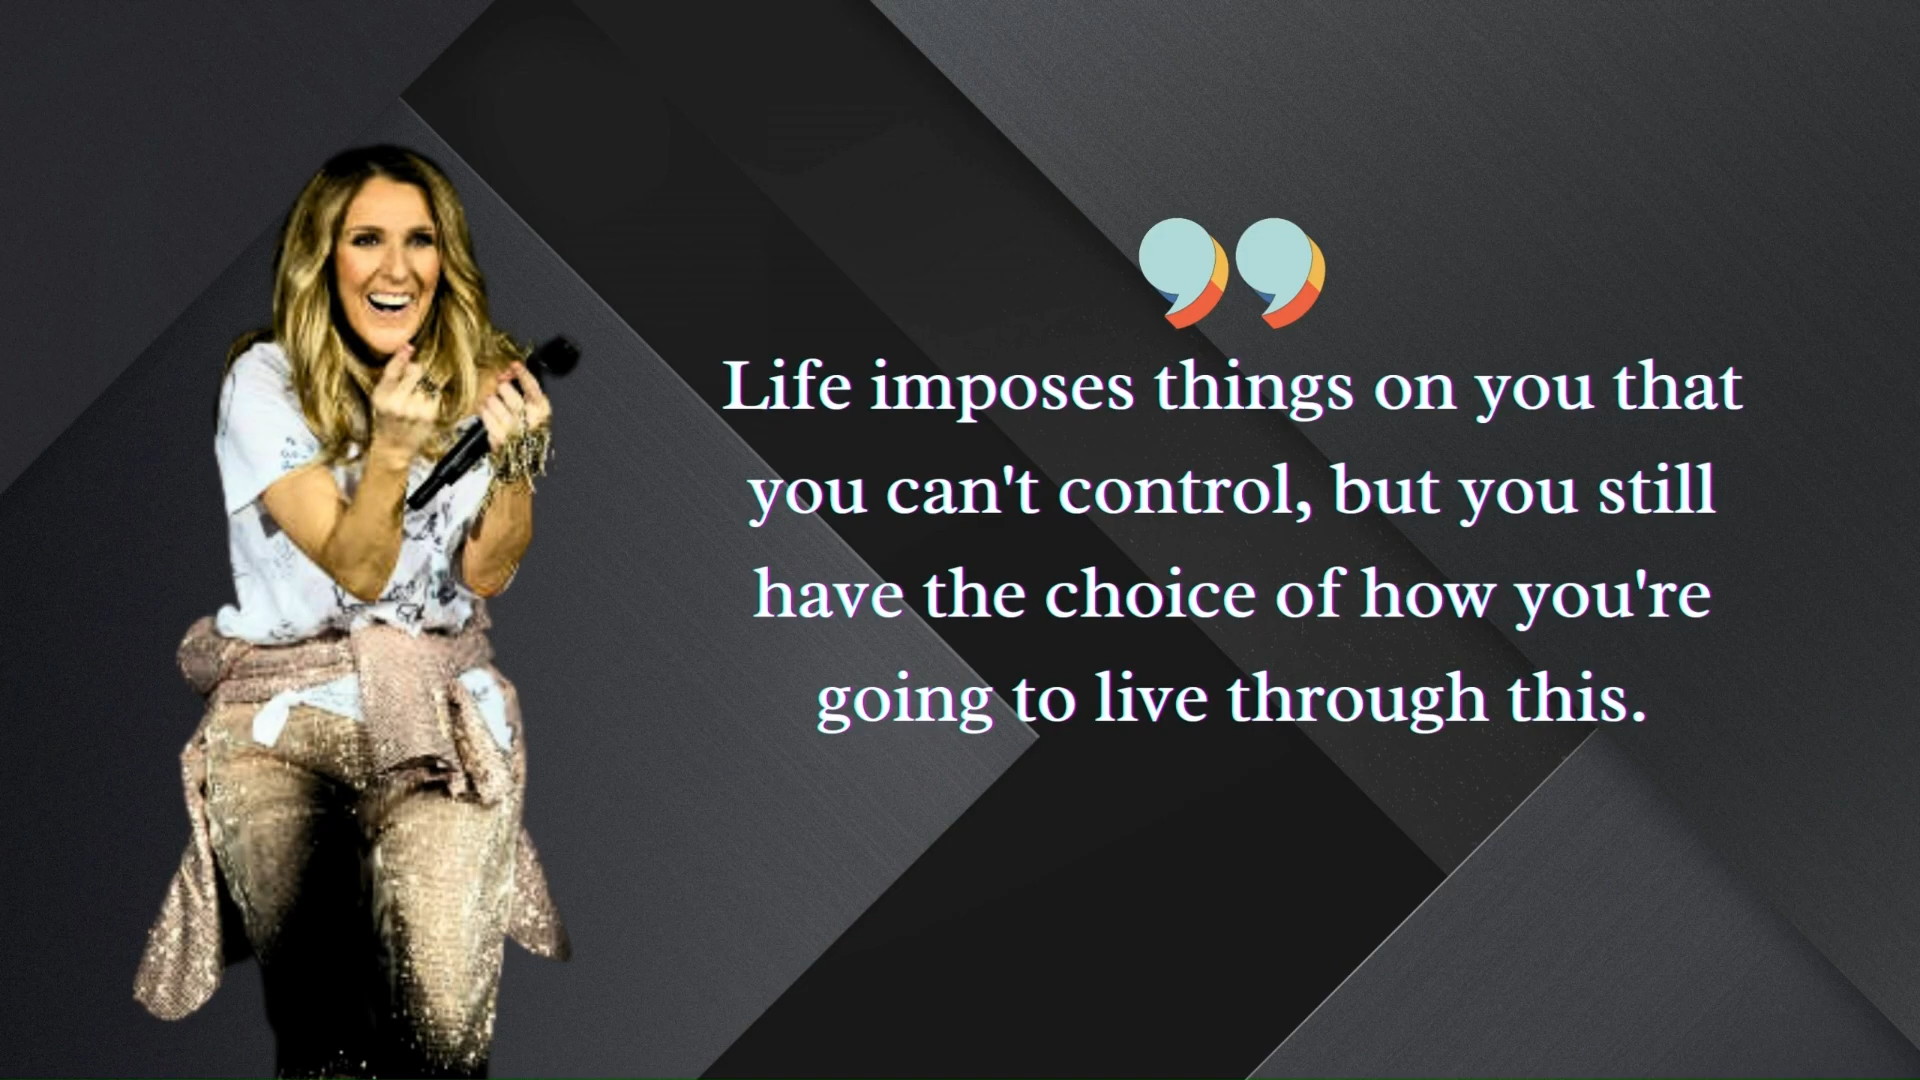 Life imposes things on you that
you can't control, but you still
have the choice of how you're
going to live through this.